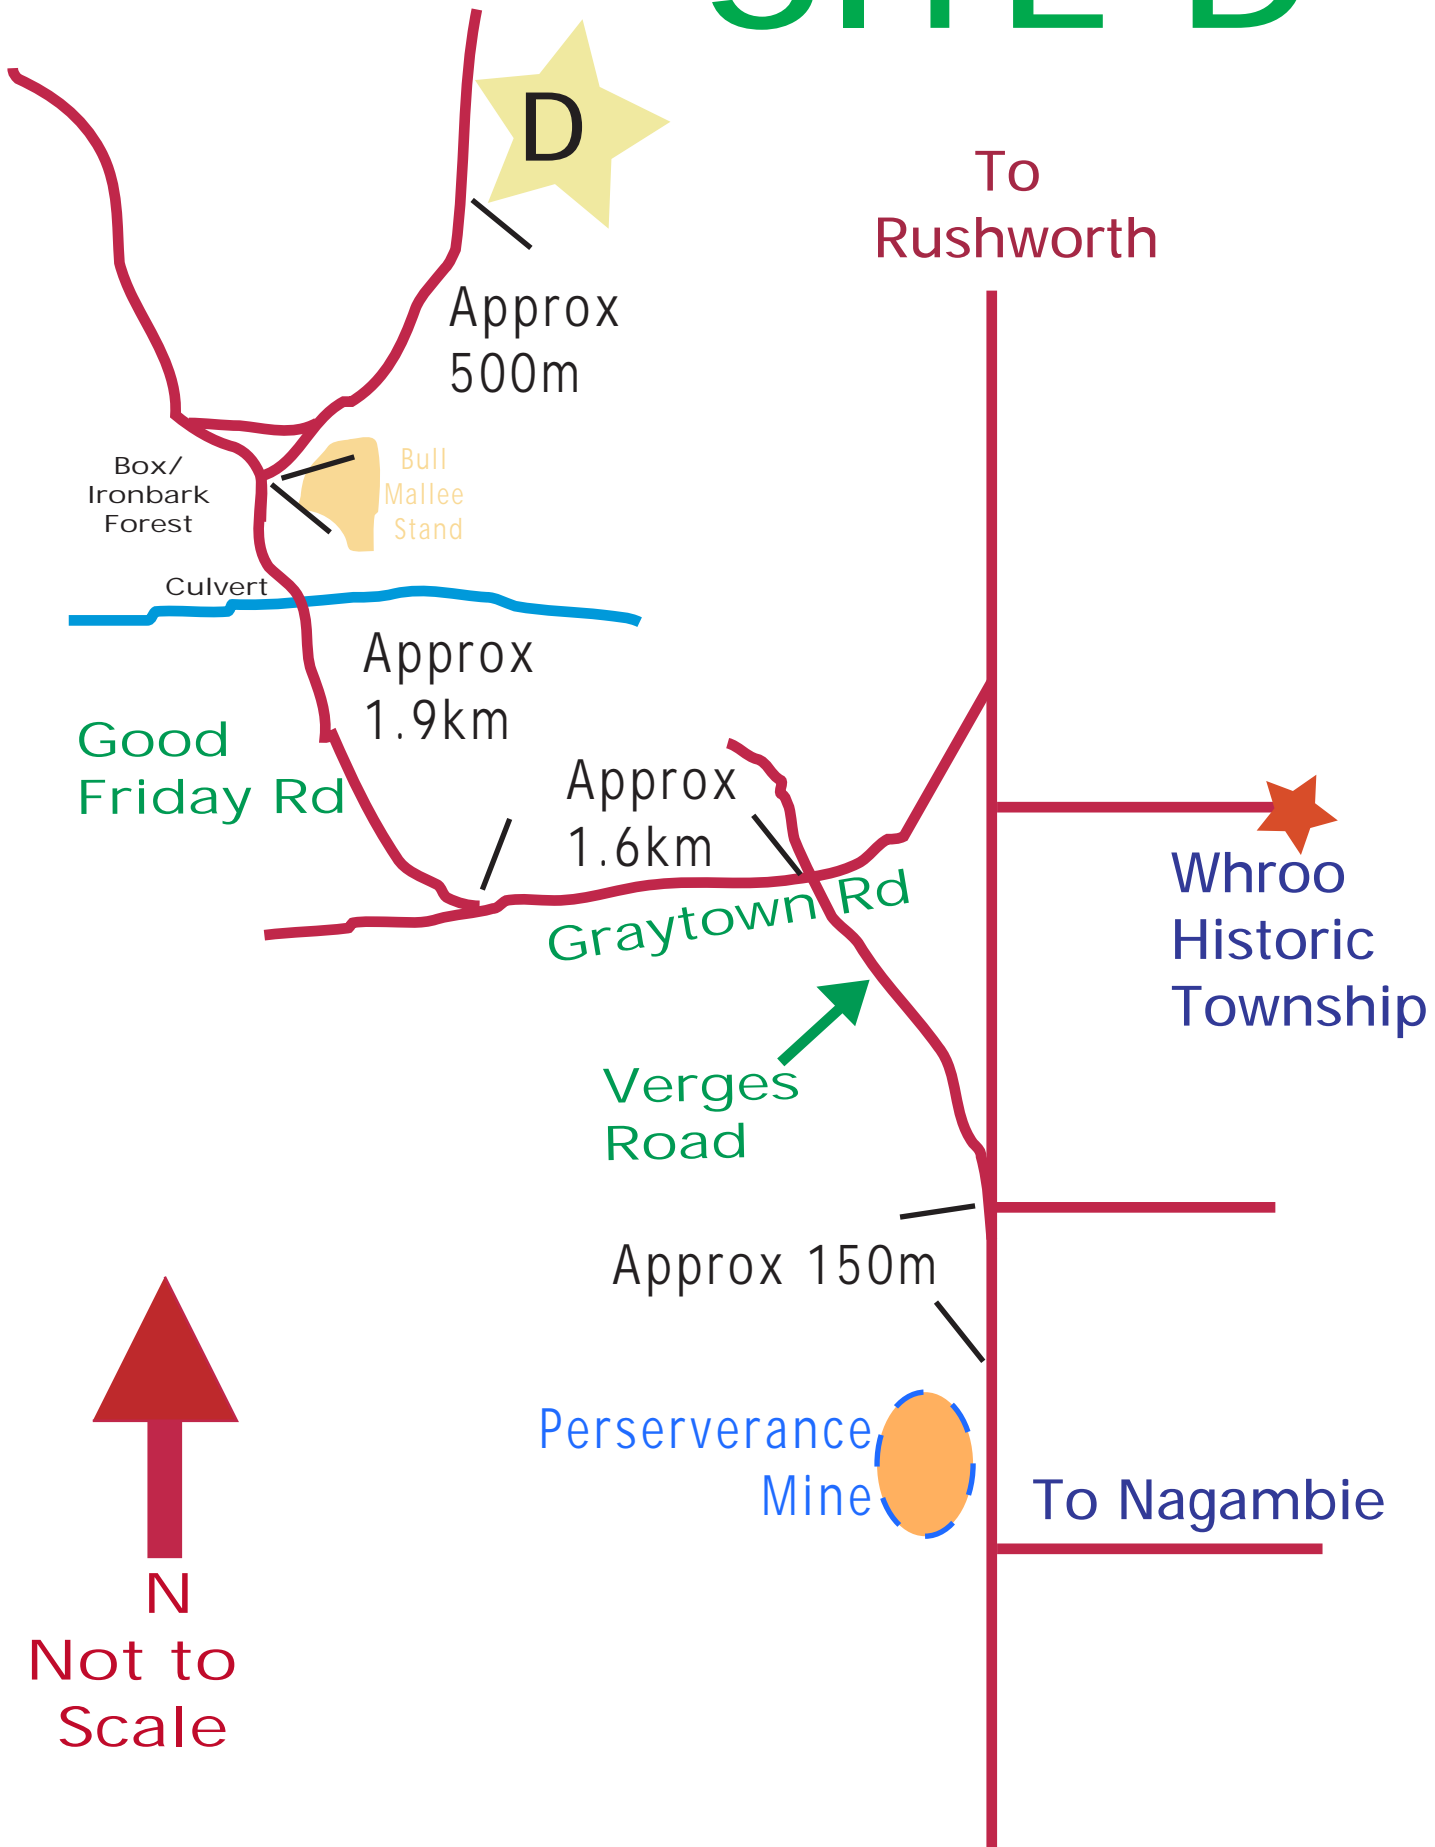 SITE D
D
To
Rushworth
Approx
500m
Box/
Ironbark
Forest
Bull
Mallee
Stand
Culvert
Approx
1.9km
Good
Friday Rd
Approx
1.6km
Graytown Rd
Whroo
Historic
Township
Verges
Road
Approx 150m
Perserverance
Mine
To Nagambie
N
Not to
Scale